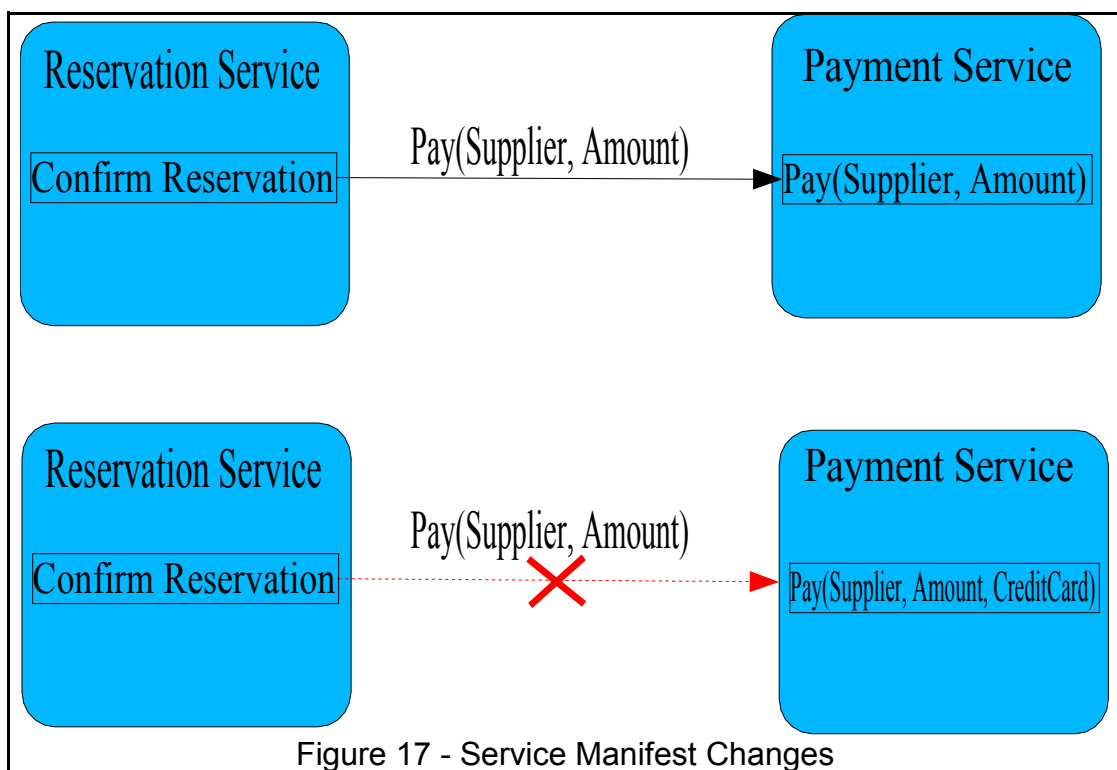 Reservation Service
Payment Service
Pay(Supplier, Amount)
Confirm Reservation
Pay(Supplier, Amount)
Reservation Service
Payment Service
Pay(Supplier, Amount)
Confirm Reservation
Pay(Supplier, Amount, CreditCard)
Figure 17 - Service Manifest Changes